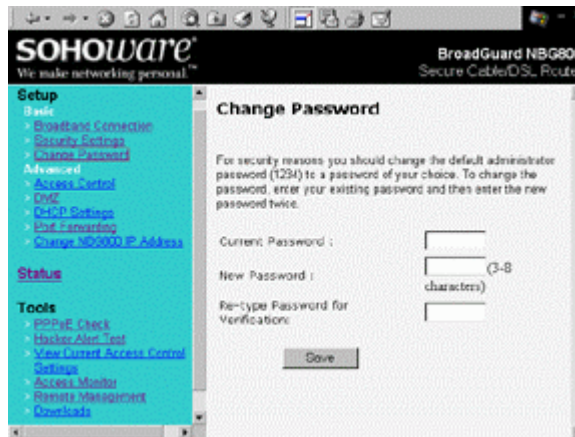 SOHOware
We make networking personal.™
BroadGuard NBG80
Secure Cable/DSL Route
Setup
Basic
> Broadband Connection
> Security Settings
> Change Password
Advanced
> Access Control
> DMZ
> DHCP Settings
> Port Forwarding
> Change NBG800 IP Address
Status
Tools
> PPPoE Check
> Hacker Alert Test
> View Current Access Control
Settings
> Access Monitor
> Remote Management
> Downloads
Change Password
For security reasons you should change the default administrator
password (1234) to a password of your choice. To change the
password, enter your existing password and then enter the new
password twice.
Current Password :
New Password :
(3-8
characters)
Re-type Password for
Verification:
Save